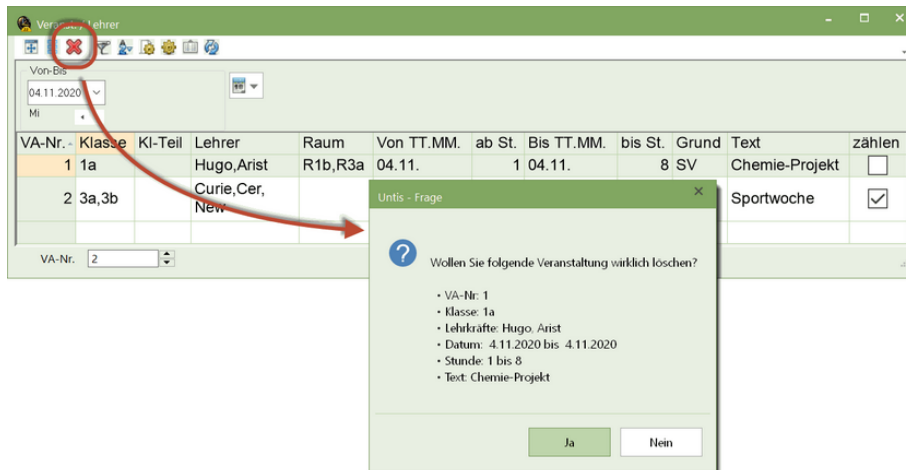 Veranst./ Lehrer
Von-Bis
04.11.2020
Mi
VA-Nr. Klasse Kl-Teil Lehrer Raum Von TT.MM. ab St. Bis TT.MM. bis St. Grund Text zählen
1 1a Hugo,Arist R1b,R3a 04.11. 1 04.11. 8 SV Chemie-Projekt
2 3a,3b Curie,Cer, New Sportwoche
VA-Nr. 2
Untis - Frage
Wollen Sie folgende Veranstaltung wirklich löschen?
• VA-Nr: 1
• Klasse: 1a
• Lehrkräfte: Hugo, Arist
• Datum: 4.11.2020 bis 4.11.2020
• Stunde: 1 bis 8
• Text: Chemie-Projekt
Ja Nein